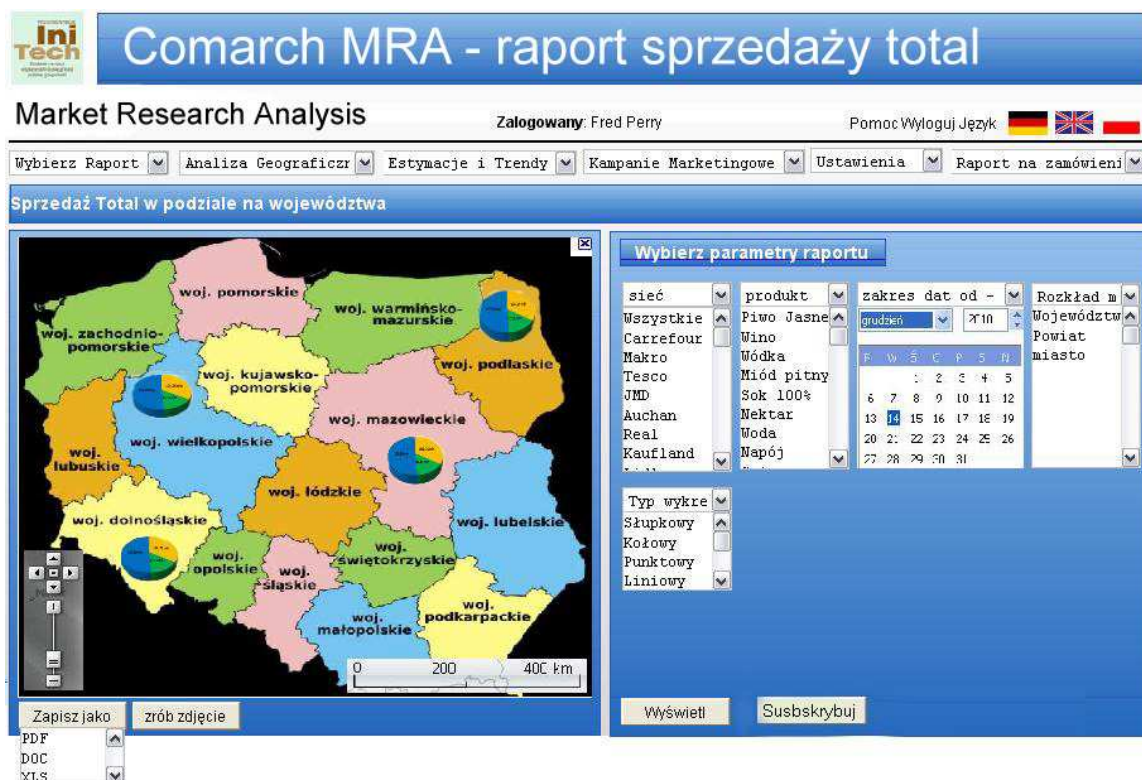 Ini
Tech
Comarch MRA - raport sprzedaży total
Market Research Analysis
Zalogowany: Fred Perry
Pomoc Wyloguj Język
Wybierz Raport
Analiza Geograficzr
Estymacje i Trendy
Kampanie Marketingowe
Ustawienia
Raport na zamówieni
Sprzedaż Total w podziale na województwa
woj. pomorskie
woj. warmińsko-
mazurskie
woj. zachodnio-
pomorskie
woj. podlaskie
woj. kujawsko-
pomorskie
woj. mazowieckie
woj. wielkopolskie
woj.
lubuskie
woj. łódzkie
woj. dolnośląskie
woj. lubelskie
woj.
opolskie
woj.
śląskie
woj.
świętokrzyskie
woj.
małopolskie
woj.
podkarpackie
0 200 400 km
Zapisz jako
zrób zdjęcie
PDF
DOC
XLS
Wybierz parametry raportu
sieć
Wszystkie
Carrefour
Makro
Tesco
JMD
Auchan
Real
Kaufland
produkt
Piwo Jasne
Wino
Wódka
Miód pitny
Sok 100%
Nektar
Woda
Napój
zakres dat od -
grudzień 2010
P W Ś C P S N
1 2 3 4 5
6 7 8 9 10 11 12
13 14 15 16 17 18 19
20 21 22 23 24 25 26
27 28 29 30 31
Rozkład m
Województw
Powiat
miasto
Typ wykre
Słupkowy
Kołowy
Punktowy
Liniowy
Wyświetl
Susbskrybuj